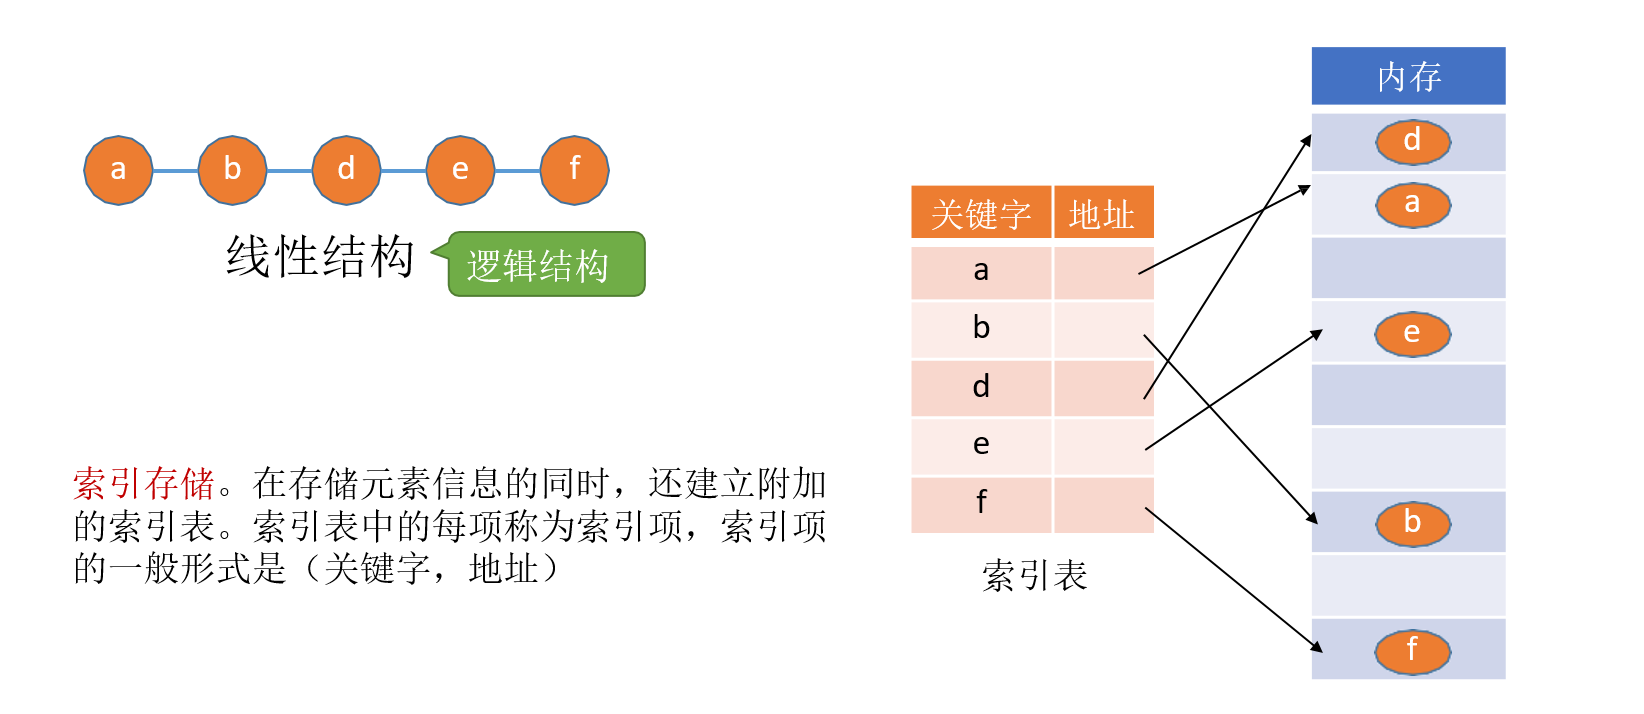 a b d e f
线性结构
逻辑结构
索引存储。在存储元素信息的同时，还建立附加
的索引表。索引表中的每项称为索引项，索引项
的一般形式是（关键字，地址）
关键字 地址
a
b
d
e
f
索引表
内存
d
a
e
b
f